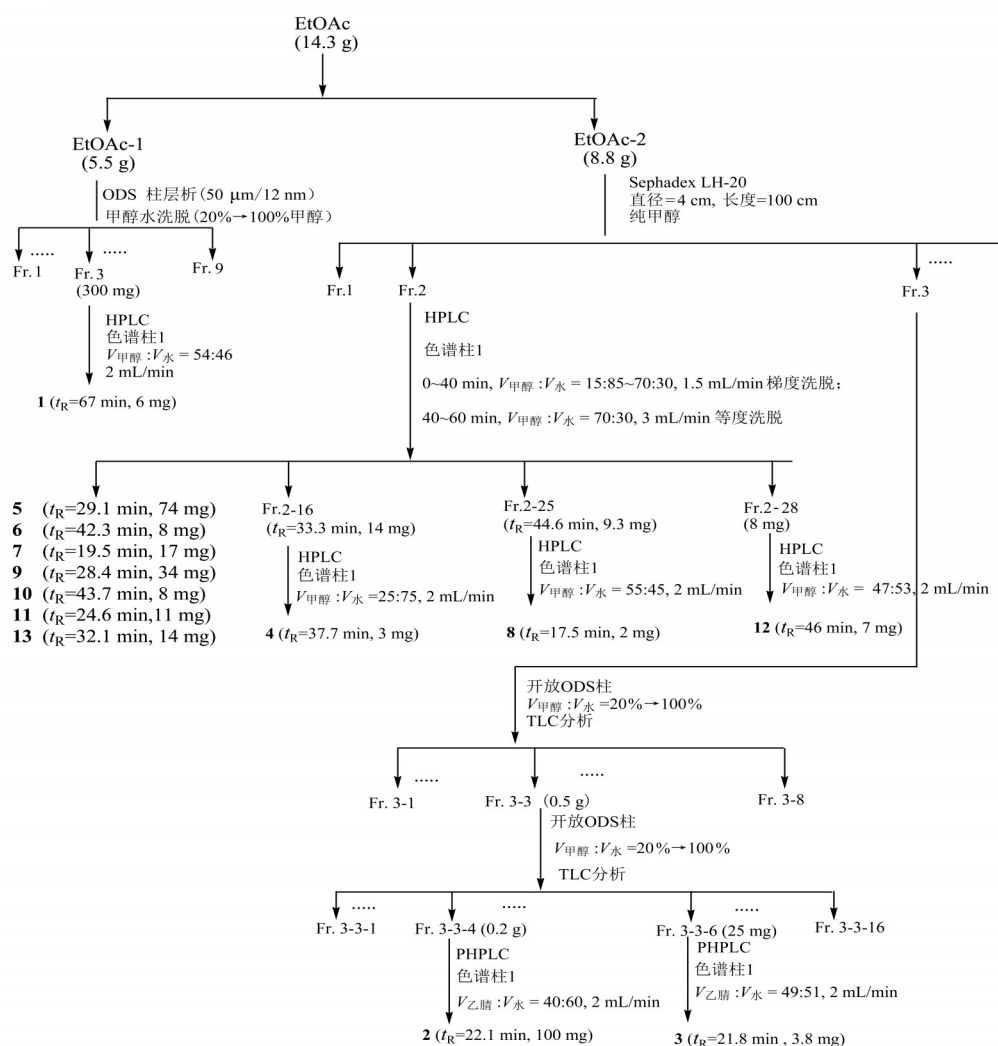 EtOAc
(14.3 g)
EtOAc-1
(5.5 g)
EtOAc-2
(8.8 g)
ODS 柱层析(50 μm/12 nm)
甲醇水洗脱(20%→100%甲醇)
Sephadex LH-20
直径=4 cm, 长度=100 cm
纯甲醇
Fr. 1
.....
Fr. 3
(300 mg)
.....
Fr. 9
Fr.1
Fr.2
.....
Fr.3
HPLC
色谱柱1
V甲醇 :V水 = 54:46
2 mL/min
1 (tR=67 min, 6 mg)
HPLC
色谱柱1
0~40 min, V甲醇 :V水 = 15:85~70:30, 1.5 mL/min 梯度洗脱;
40~60 min, V甲醇 :V水 = 70:30, 3 mL/min 等度洗脱
5 (tR=29.1 min, 74 mg)
6 (tR=42.3 min, 8 mg)
7 (tR=19.5 min, 17 mg)
9 (tR=28.4 min, 34 mg)
10 (tR=43.7 min, 8 mg)
11 (tR=24.6 min,11 mg)
13 (tR=32.1 min, 14 mg)
Fr.2-16
(tR=33.3 min, 14 mg)
HPLC
色谱柱1
V甲醇 :V水 =25:75, 2 mL/min
4 (tR=37.7 min, 3 mg)
Fr.2-25
(tR=44.6 min, 9.3 mg)
HPLC
色谱柱1
V甲醇 :V水 = 55:45, 2 mL/min
8 (tR=17.5 min, 2 mg)
Fr.2-28
(8 mg)
HPLC
色谱柱1
V甲醇 :V水 = 47:53, 2 mL/min
12 (tR=46 min, 7 mg)
开放ODS柱
V甲醇 :V水 =20%→100%
TLC分析
Fr. 3-1
.....
Fr. 3-3 (0.5 g)
.....
Fr. 3-8
开放ODS柱
V甲醇 :V水 =20%→100%
TLC分析
Fr. 3-3-1
.....
Fr. 3-3-4 (0.2 g)
.....
Fr. 3-3-6 (25 mg)
.....
Fr. 3-3-16
PHPLC
色谱柱1
V乙腈 :V水 = 40:60, 2 mL/min
2 (tR=22.1 min, 100 mg)
PHPLC
色谱柱1
V乙腈 :V水 = 49:51, 2 mL/min
3 (tR=21.8 min , 3.8 mg)